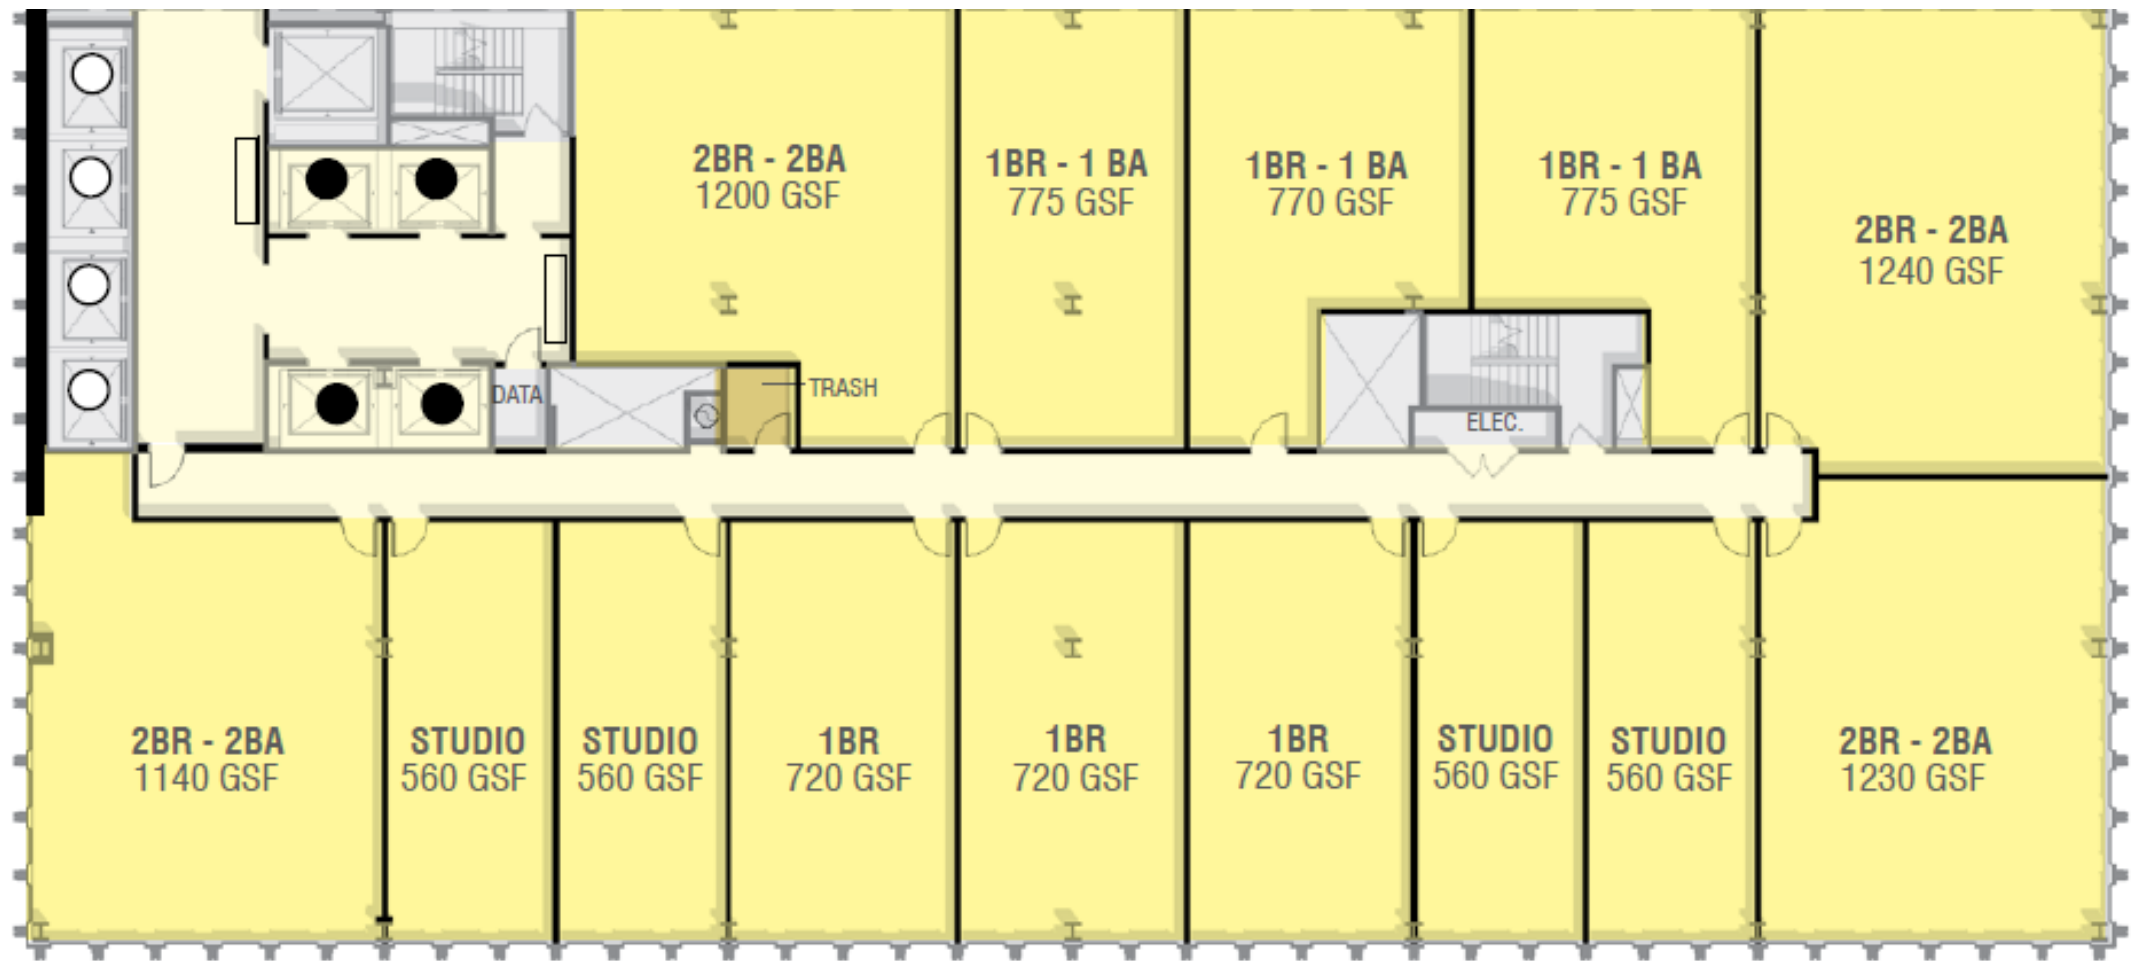 2BR - 2BA
1200 GSF
1BR - 1 BA
775 GSF
1BR - 1 BA
770 GSF
1BR - 1 BA
775 GSF
2BR - 2BA
1240 GSF
DATA
TRASH
ELEC.
2BR - 2BA
1140 GSF
STUDIO
560 GSF
STUDIO
560 GSF
1BR
720 GSF
1BR
720 GSF
1BR
720 GSF
STUDIO
560 GSF
STUDIO
560 GSF
2BR - 2BA
1230 GSF